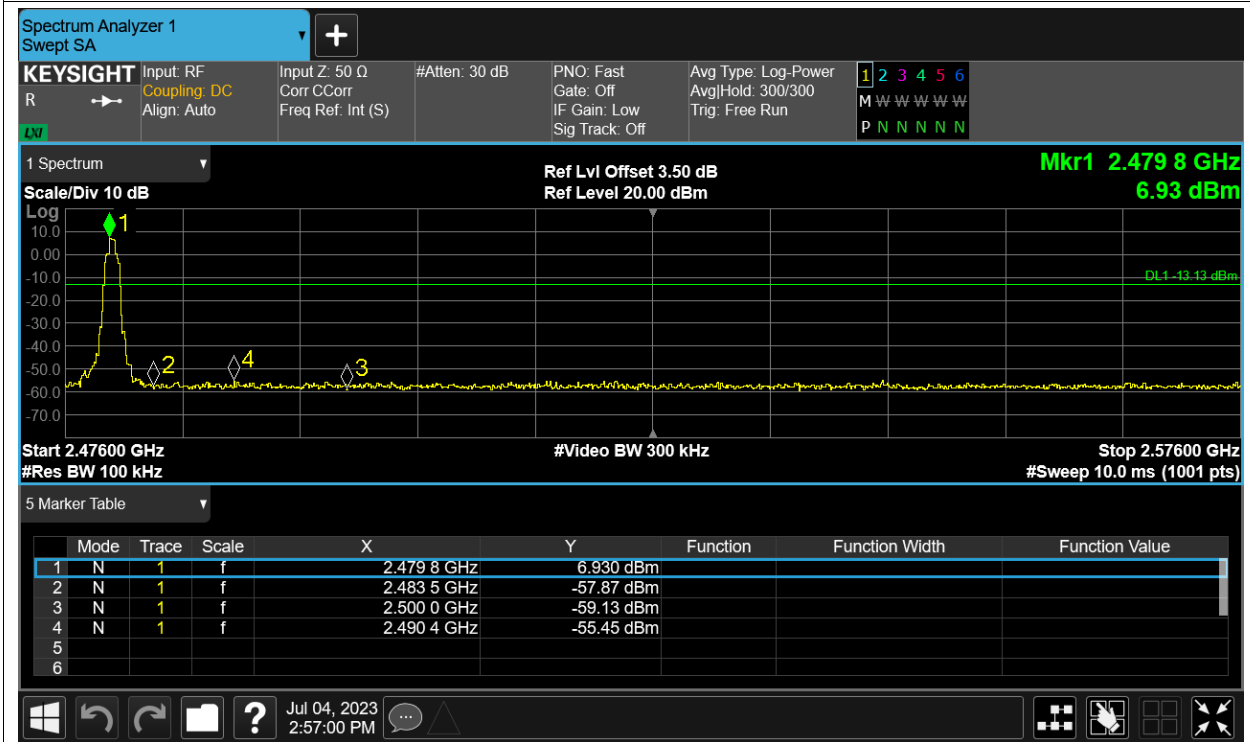 Spectrum Analyzer 1
Swept SA
+
KEYSIGHT Input: RF Input Z: 50 Ω #Atten: 30 dB PNO: Fast Avg Type: Log-Power 1 2 3 4 5 6
R Coupling: DC Corr CCorr Gate: Off Avg|Hold: 300/300 M W W W W W
Align: Auto Freq Ref: Int (S) IF Gain: Low Trig: Free Run
LXI Sig Track: Off P N N N N N
1 Spectrum Ref Lvl Offset 3.50 dB Mkr1 2.479 8 GHz
Scale/Div 10 dB Ref Level 20.00 dBm 6.93 dBm
Log
1
10.0
0.00
-10.0 DL1 -13.13 dBm
-20.0
-30.0
-40.0
2 4 3
-50.0
-60.0
-70.0
Start 2.47600 GHz #Video BW 300 kHz Stop 2.57600 GHz
#Res BW 100 kHz #Sweep 10.0 ms (1001 pts)
5 Marker Table
Mode Trace Scale X Y Function Function Width Function Value
1 N 1 f 2.479 8 GHz 6.930 dBm
2 N 1 f 2.483 5 GHz -57.87 dBm
3 N 1 f 2.500 0 GHz -59.13 dBm
4 N 1 f 2.490 4 GHz -55.45 dBm
5
6
? Jul 04, 2023
2:57:00 PM